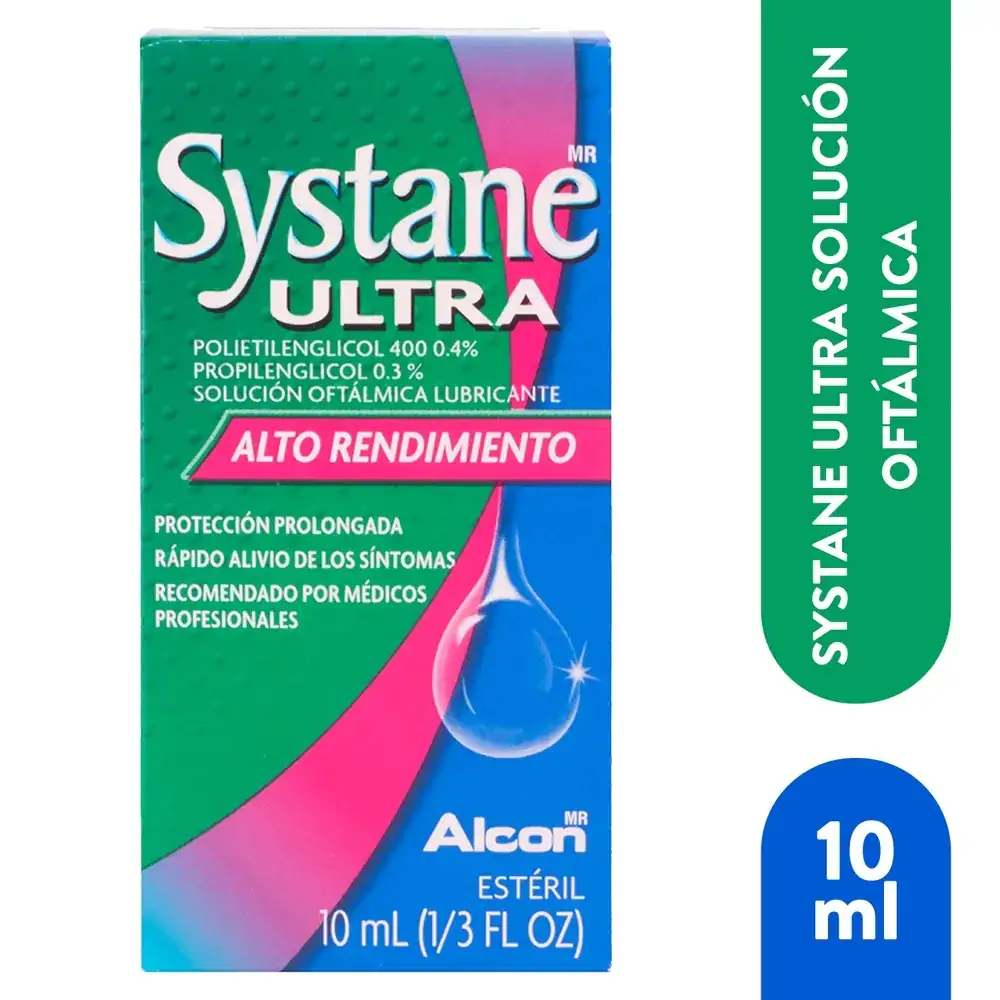 Systane MR
ULTRA
POLIETILENGLICOL 400 0.4%
PROPILENGLICOL 0.3 %
SOLUCIÓN OFTÁLMICA LUBRICANTE
ALTO RENDIMIENTO
PROTECCIÓN PROLONGADA
RÁPIDO ALIVIO DE LOS SÍNTOMAS
RECOMENDADO POR MÉDICOS
PROFESIONALES
Alcon MR
ESTÉRIL
10 mL (1/3 FL OZ)
SYSTANE ULTRA SOLUCIÓN
OFTÁLMICA
10
ml